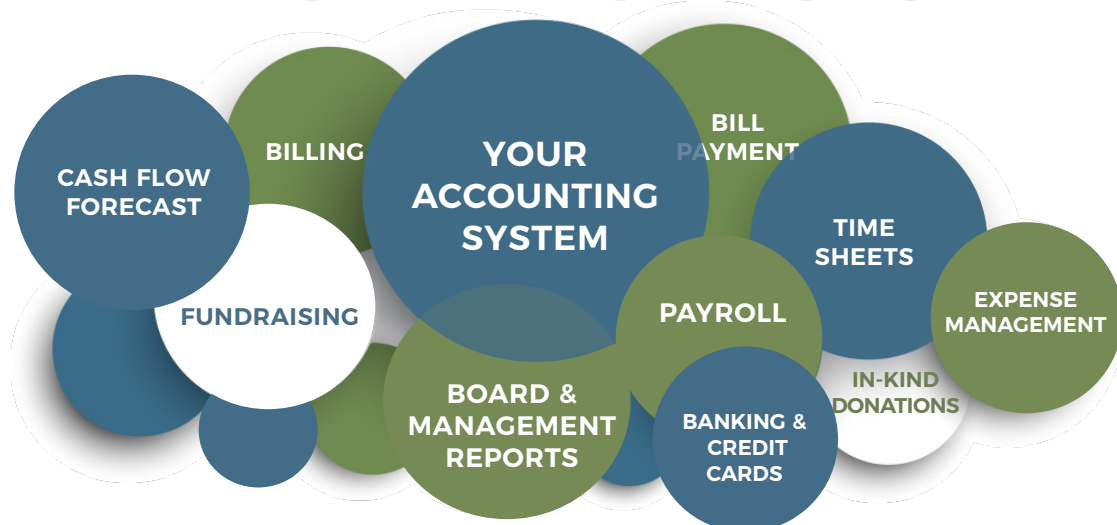 CASH FLOW
FORECAST
BILLING
YOUR
ACCOUNTING
SYSTEM
BILL
PAYMENT
TIME
SHEETS
FUNDRAISING
PAYROLL
EXPENSE
MANAGEMENT
BOARD &
MANAGEMENT
REPORTS
BANKING &
CREDIT
CARDS
IN-KIND
DONATIONS